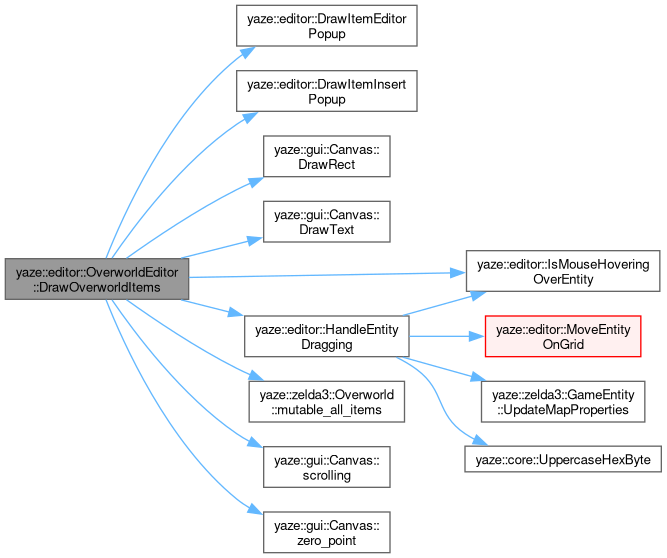 yaze::editor::DrawItemEditor
Popup
yaze::editor::DrawItemInsert
Popup
yaze::gui::Canvas::
DrawRect
yaze::gui::Canvas::
DrawText
yaze::editor::OverworldEditor
::DrawOverworldItems
yaze::editor::IsMouseHovering
OverEntity
yaze::editor::HandleEntity
Dragging
yaze::editor::MoveEntity
OnGrid
yaze::zelda3::Overworld
::mutable_all_items
yaze::zelda3::GameEntity
::UpdateMapProperties
yaze::gui::Canvas::
scrolling
yaze::core::UppercaseHexByte
yaze::gui::Canvas::
zero_point